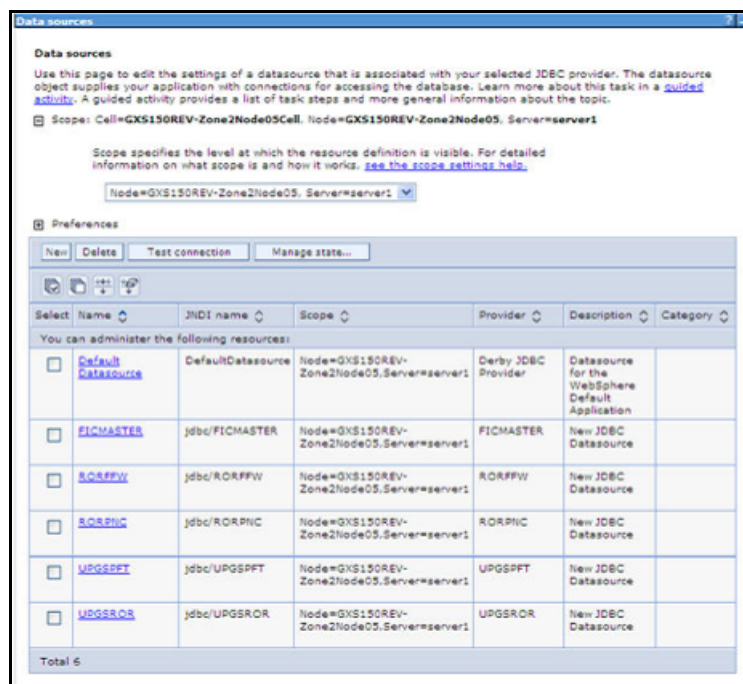 Data sources
Data sources
Use this page to edit the settings of a datasource that is associated with your selected JDBC provider. The datasource
object supplies your application with connections for accessing the database. Learn more about this task in a guided
activity. A guided activity provides a list of task steps and more general information about the topic.
Scope: Cell=GXS150REV-Zone2Node05Cell, Node=GXS150REV-Zone2Node05, Server=server1
Scope specifies the level at which the resource definition is visible. For detailed
information on what scope is and how it works, see the scope settings help.
Node=GXS150REV-Zone2Node05, Server=server1
Preferences
New Delete Test connection Manage state...
Select Name JNDI name Scope Provider Description Category
You can administer the following resources:
Default DefaultDatasource Node=GXS150REV- Derby JDBC Datasource
Datasource Zone2Node05,Server=server1 Provider for the
WebSphere
Default
Application
FICMASTER jdbc/FICMASTER Node=GXS150REV- FICMASTER New JDBC
Zone2Node05,Server=server1 Datasource
RORFFW jdbc/RORFFW Node=GXS150REV- RORFFW New JDBC
Zone2Node05,Server=server1 Datasource
RORPNC jdbc/RORPNC Node=GXS150REV- RORPNC New JDBC
Zone2Node05,Server=server1 Datasource
UPGSPFT jdbc/UPGSPFT Node=GXS150REV- UPGSPFT New JDBC
Zone2Node05,Server=server1 Datasource
UPGSROR jdbc/UPGSROR Node=GXS150REV- UPGSROR New JDBC
Zone2Node05,Server=server1 Datasource
Total 6